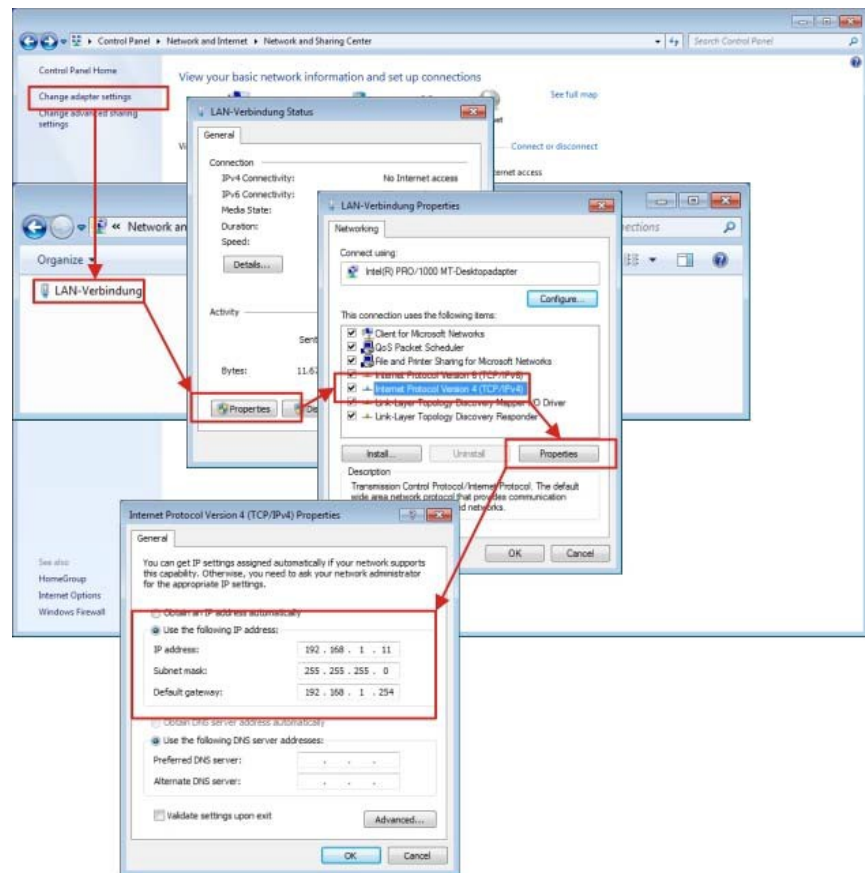 Control Panel ▸ Network and Internet ▸ Network and Sharing Center
Search Control Panel
Control Panel Home
Change adapter settings
Change advanced sharing
settings
View your basic network information and set up connections
See full map
Connect or disconnect
LAN-Verbindung Status
General
Connection
IPv4 Connectivity: No Internet access
IPv6 Connectivity:
Media State:
Duration:
Speed:
Details...
Activity
Sent
Bytes: 11.6
Properties
« Network an
Organize
LAN-Verbindung
LAN-Verbindung Properties
Networking
Connect using:
Intel(R) PRO/1000 MT-Desktopadapter
Configure...
This connection uses the following items:
Client for Microsoft Networks
QoS Packet Scheduler
File and Printer Sharing for Microsoft Networks
Internet Protocol Version 6 (TCP/IPv6)
Internet Protocol Version 4 (TCP/IPv4)
Link-Layer Topology Discovery Mapper I/O Driver
Link-Layer Topology Discovery Responder
Install...
Uninstall
Properties
Description
Transmission Control Protocol/Internet Protocol. The default
wide area network protocol that provides communication
networks.
OK
Cancel
See also
HomeGroup
Internet Options
Windows Firewall
Internet Protocol Version 4 (TCP/IPv4) Properties
General
You can get IP settings assigned automatically if your network supports
this capability. Otherwise, you need to ask your network administrator
for the appropriate IP settings.
Obtain an IP address automatically
Use the following IP address:
IP address: 192 . 168 . 1 . 11
Subnet mask: 255 . 255 . 255 . 0
Default gateway: 192 . 168 . 1 . 254
Obtain DNS server address automatically
Use the following DNS server addresses:
Preferred DNS server:
Alternate DNS server:
Validate settings upon exit
Advanced...
OK
Cancel